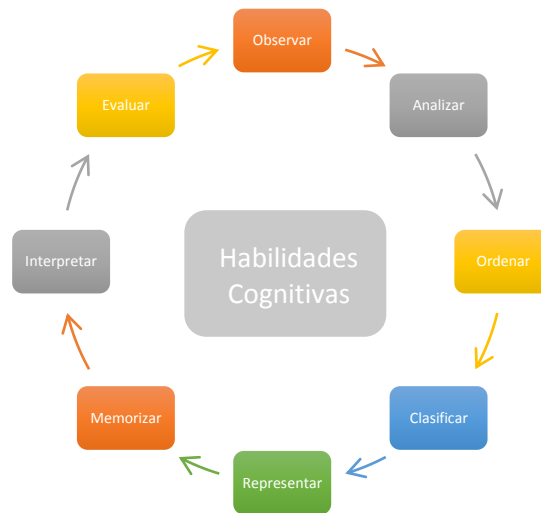 Observar
Analizar
Ordenar
Clasificar
Representar
Memorizar
Interpretar
Evaluar
Habilidades
Cognitivas